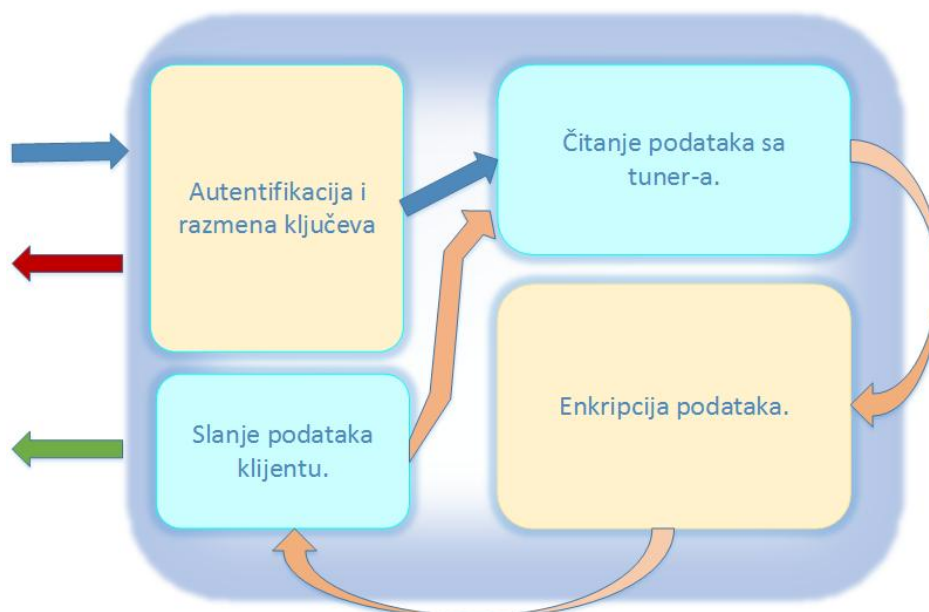 Autentifikacija i
razmena ključeva
Čitanje podataka sa
tuner-a.
Slanje podataka
klijentu.
Enkripcija podataka.